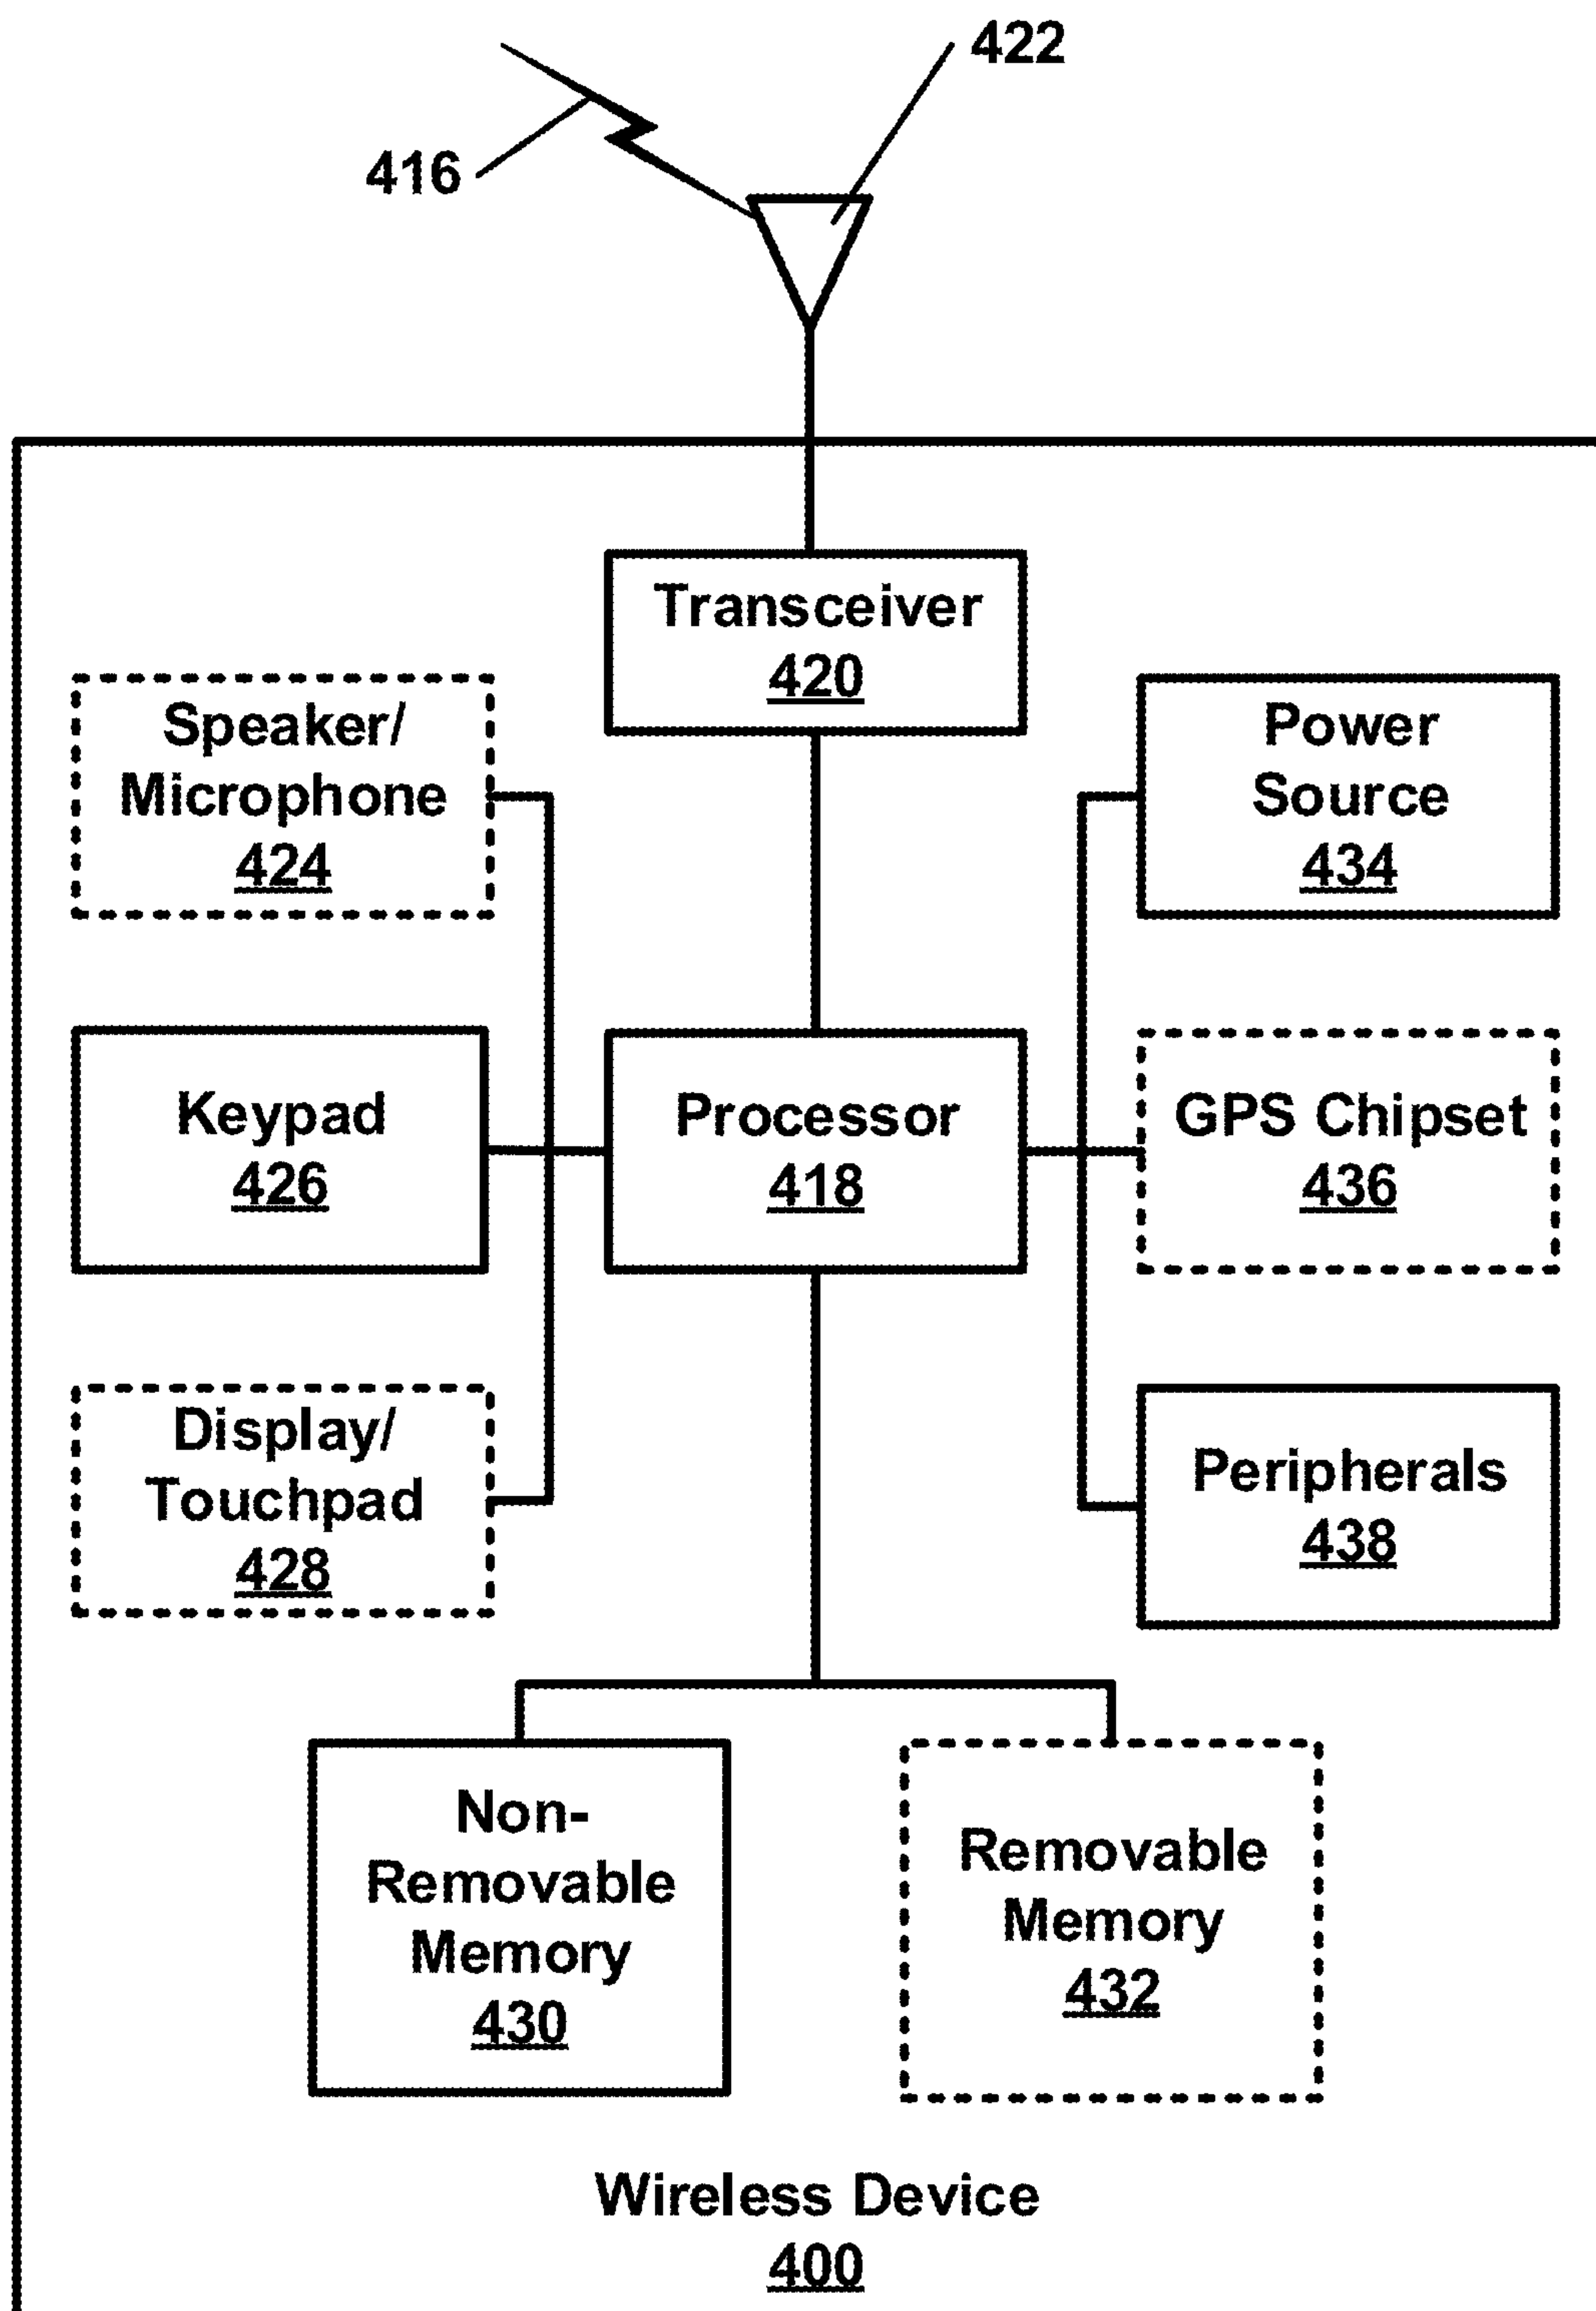 422
416
Transceiver
420
Speaker/
Microphone
424
Power
Source
434
Keypad
426
Processor
418
GPS Chipset
436
Display/
Touchpad
428
Peripherals
438
Non-
Removable
Memory
430
Removable
Memory
432
Wireless Device
400